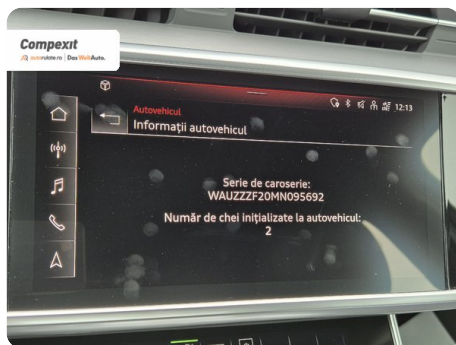 Compexit
autorulate.ro | Das WeltAuto.
12:13
Autovehicul
Informații autovehicul
Serie de caroserie:
WAUZZZF20MN095692
Număr de chei inițializate la autovehicul:
2